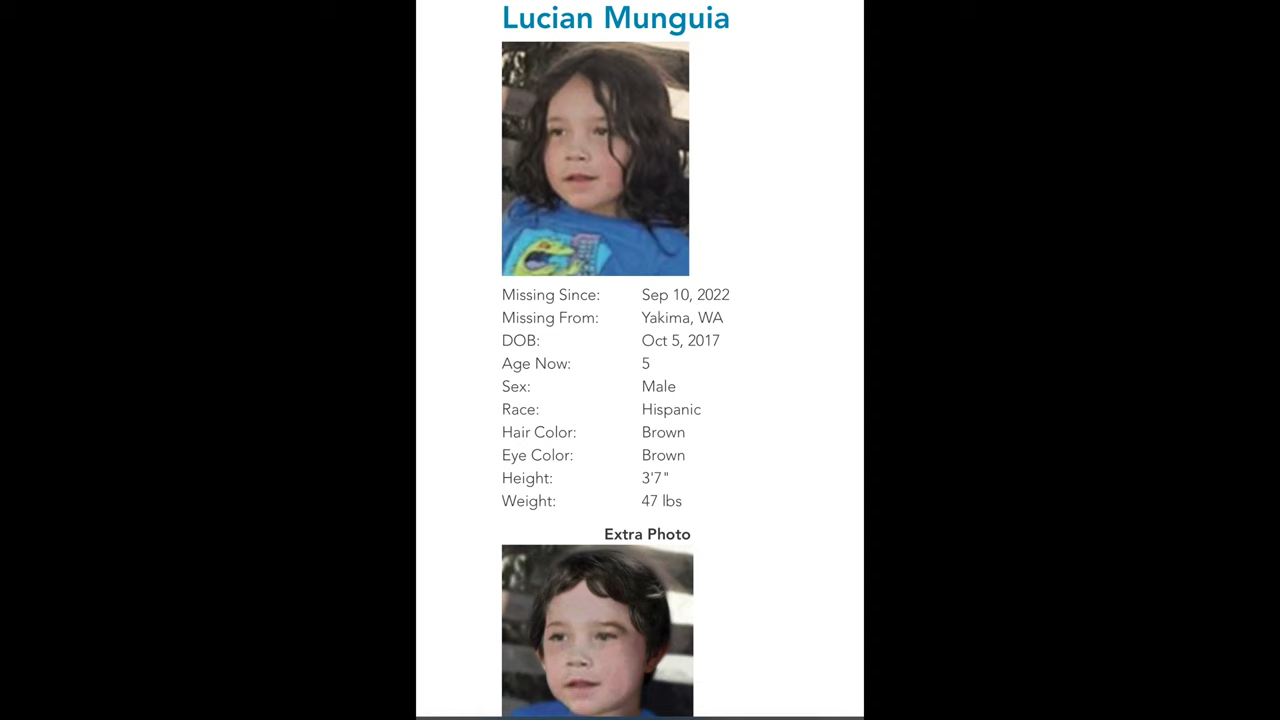 Lucian Munguia
Missing Since: Sep 10, 2022
Missing From: Yakima, WA
DOB: Oct 5, 2017
Age Now: 5
Sex: Male
Race: Hispanic
Hair Color: Brown
Eye Color: Brown
Height: 3'7"
Weight: 47 lbs
Extra Photo